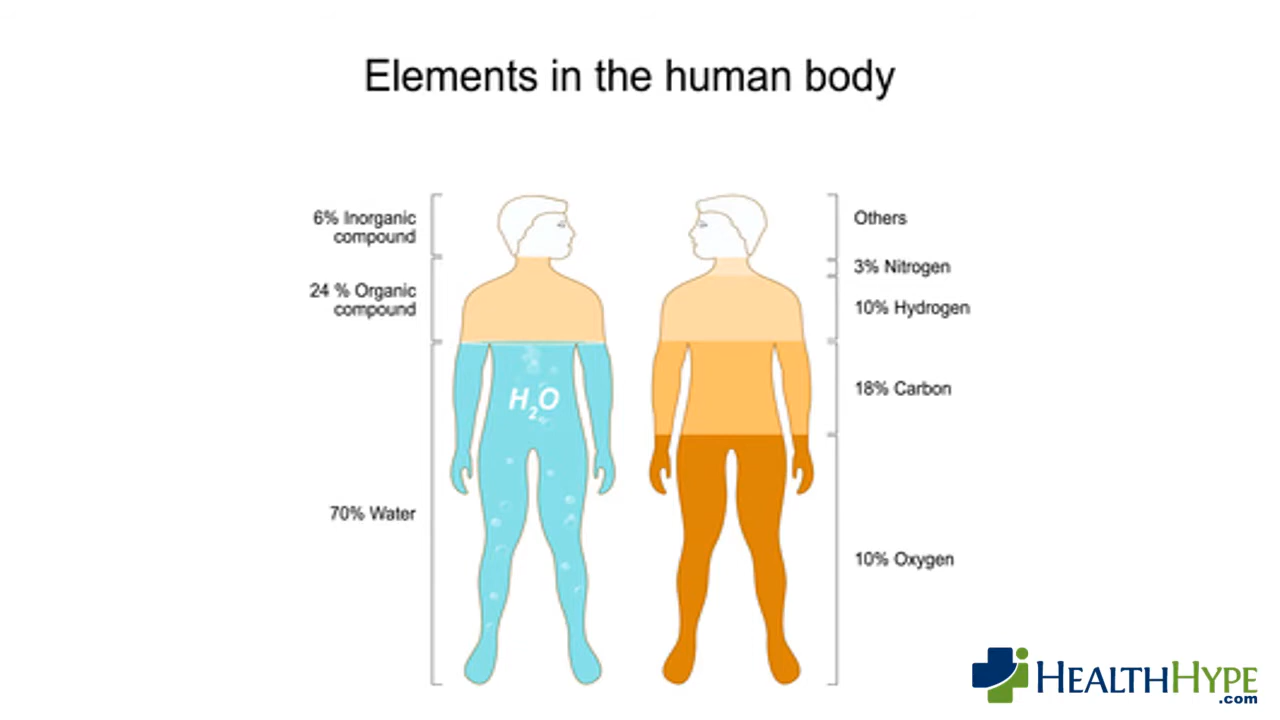 Elements in the human body
6% Inorganic
compound
24 % Organic
compound
70% Water
H2O
Others
3% Nitrogen
10% Hydrogen
18% Carbon
10% Oxygen
HEALTHHYPE
.com